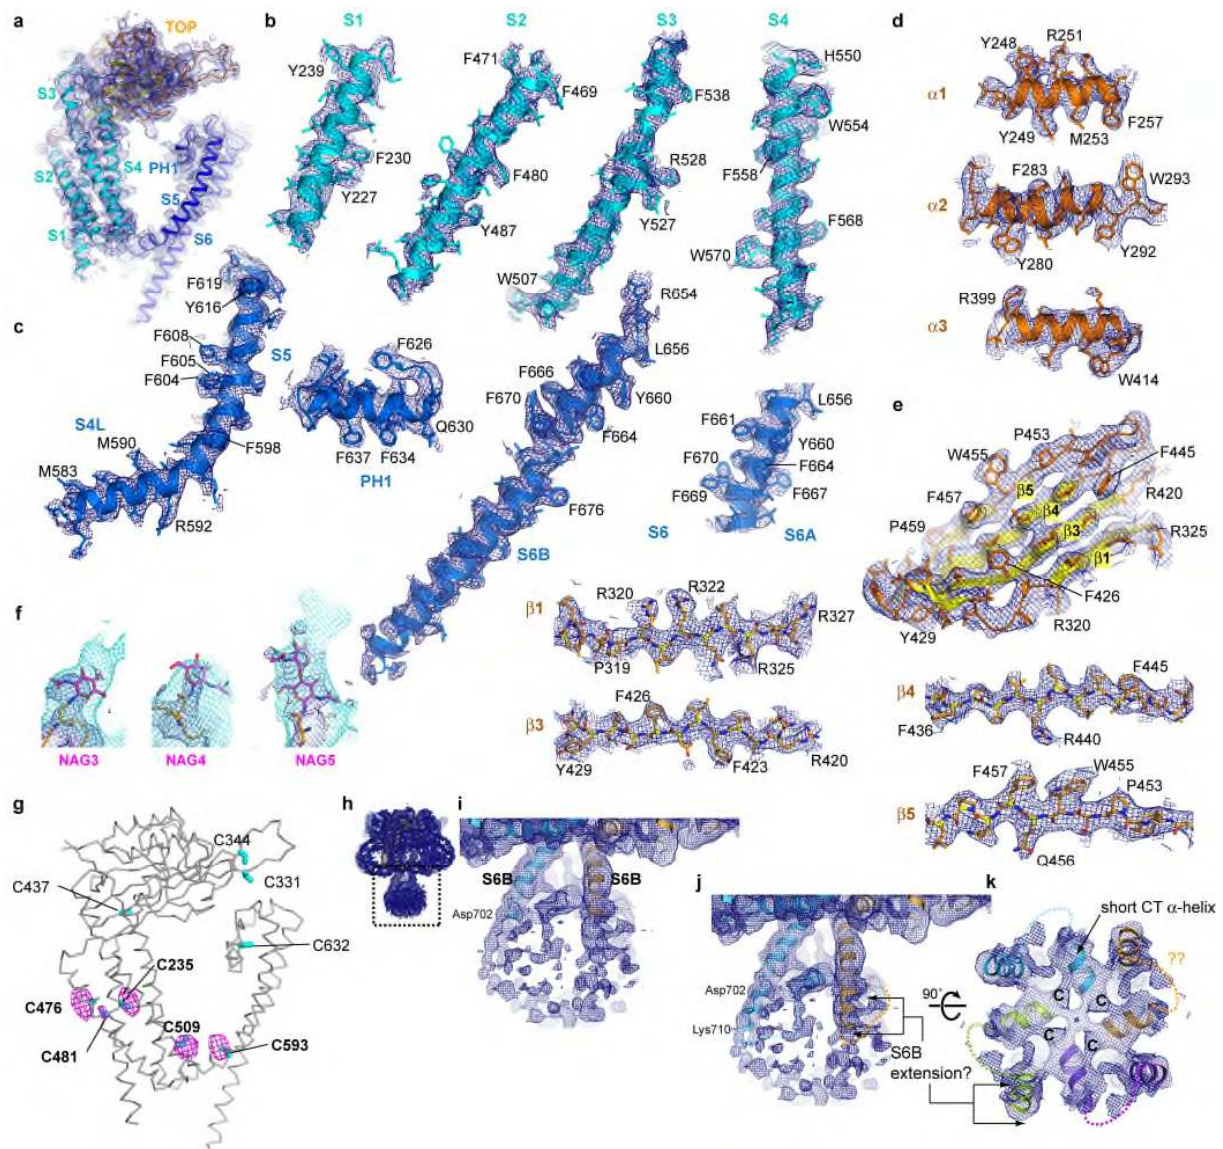 a
TOP
S3
S4
S2
S1
PH1
S5
S6
b
S1
Y239
F230
Y227
S2
F471
F469
F480
Y487
S3
F538
R528
Y527
W507
S4
H550
W554
F558
F568
W570
c
F619
Y616
F608
F605
F604
S5
S4L
M590
M583
F598
R592
F626
Q630
F637
F634
PH1
R654
L656
F666
F670
Y660
F664
F676
S6B
S6
L656
F661
Y660
F670
F664
F669
F667
S6A
d
α1
Y248
R251
Y249
M253
F257
α2
F283
W293
Y280
Y292
α3
R399
W414
e
P453
W455
F445
F457
β5
β4
R420
P459
β3
R325
β1
F426
Y429
R320
β1
R320
R322
R327
P319
R325
β3
F426
Y429
F423
R420
β4
F445
F436
R440
β5
F457
W455
P453
Q456
f
NAG3
NAG4
NAG5
g
C344
C437
C331
C632
C235
C476
C509
C481
C593
h
i
S6B
S6B
Asp702
j
Asp702
Lys710
90°
S6B
extension?
k
short CT α-helix
??
C
C
C
C